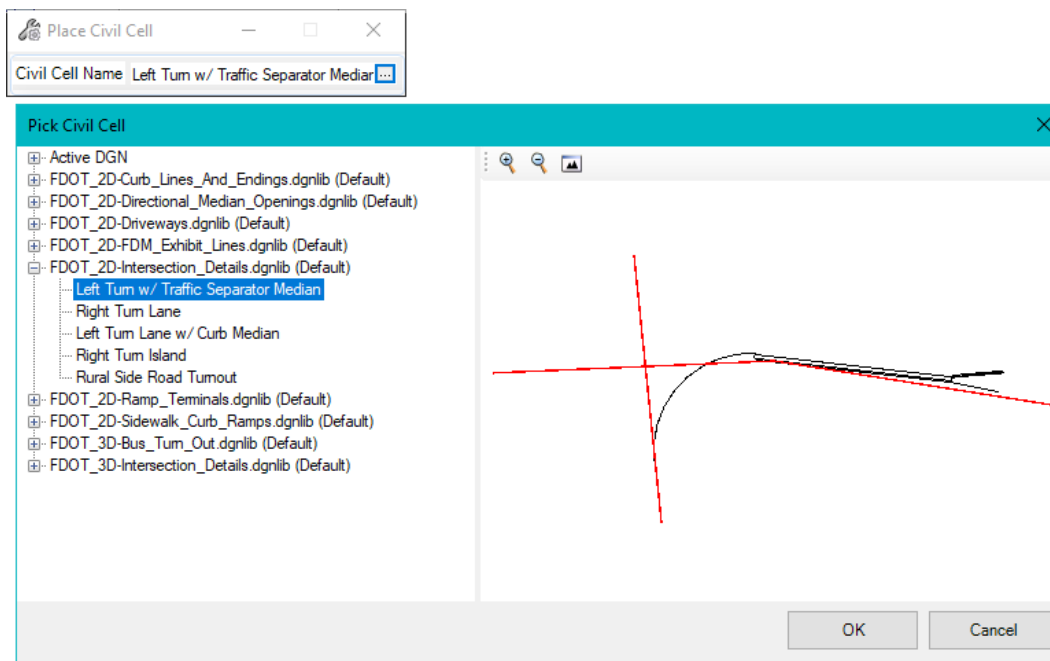 Place Civil Cell
Civil Cell Name Left Turn w/ Traffic Separator Median ...
Pick Civil Cell
Active DGN
FDOT_2D-Curb_Lines_And_Endings.dgnlib (Default)
FDOT_2D-Directional_Median_Openings.dgnlib (Default)
FDOT_2D-Driveways.dgnlib (Default)
FDOT_2D-FDM_Exhibit_Lines.dgnlib (Default)
FDOT_2D-Intersection_Details.dgnlib (Default)
Left Turn w/ Traffic Separator Median
Right Turn Lane
Left Turn Lane w/ Curb Median
Right Turn Island
Rural Side Road Turnout
FDOT_2D-Ramp_Terminals.dgnlib (Default)
FDOT_2D-Sidewalk_Curb_Ramps.dgnlib (Default)
FDOT_3D-Bus_Turn_Out.dgnlib (Default)
FDOT_3D-Intersection_Details.dgnlib (Default)
OK
Cancel